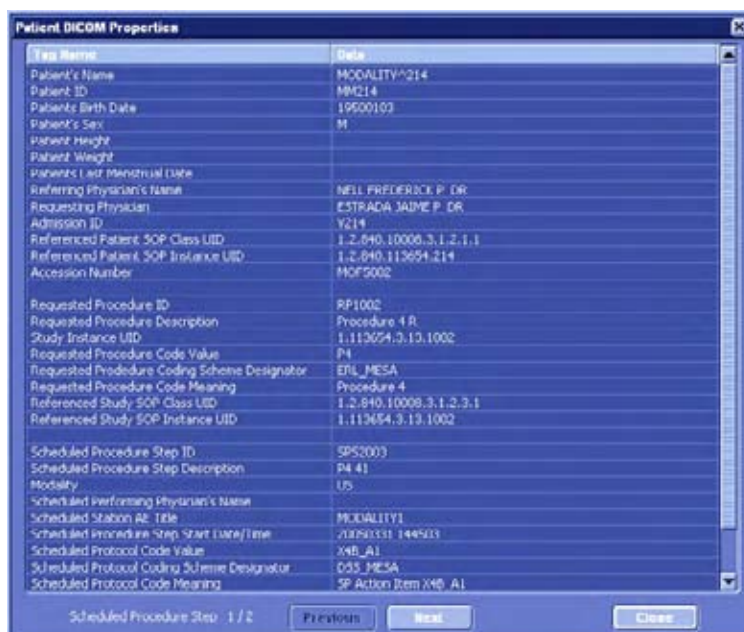 Patient DICOM Properties
Tag Name Data
Patient's Name MODALITY^214
Patient ID MM214
Patients Birth Date 19500103
Patient's Sex M
Patient Height
Patient Weight
Patients Last Menstrual Date
Referring Physician's Name NELL FREDERICK P DR
Requesting Physician ESTRADA JAIME P DR
Admission ID V214
Referenced Patient SOP Class UID 1.2.840.10008.3.1.2.1.1
Referenced Patient SOP Instance UID 1.2.840.113654.214
Accession Number MOF5002
Requested Procedure ID RP1002
Requested Procedure Description Procedure 4 R
Study Instance UID 1.113654.3.13.1002
Requested Procedure Code Value P4
Requested Prodedure Coding Scheme Designator ERL_MESA
Requested Procedure Code Meaning Procedure 4
Referenced Study SOP Class UID 1.2.840.10008.3.1.2.3.1
Referenced Study SOP Instance UID 1.113654.3.13.1002
Scheduled Procedure Step ID SPS2003
Scheduled Procedure Step Description P4 41
Modality US
Scheduled Performing Physician's Name
Scheduled Station AE Title MODALITY1
Scheduled Procedure Step Start Date/Time 20050331 144503
Scheduled Protocol Code Value X4B_A1
Scheduled Protocol Coding Scheme Designator DSS_MESA
Scheduled Protocol Code Meaning SP Action Item X4B_A1
Scheduled Procedure Step 1 / 2 Previous Next Close